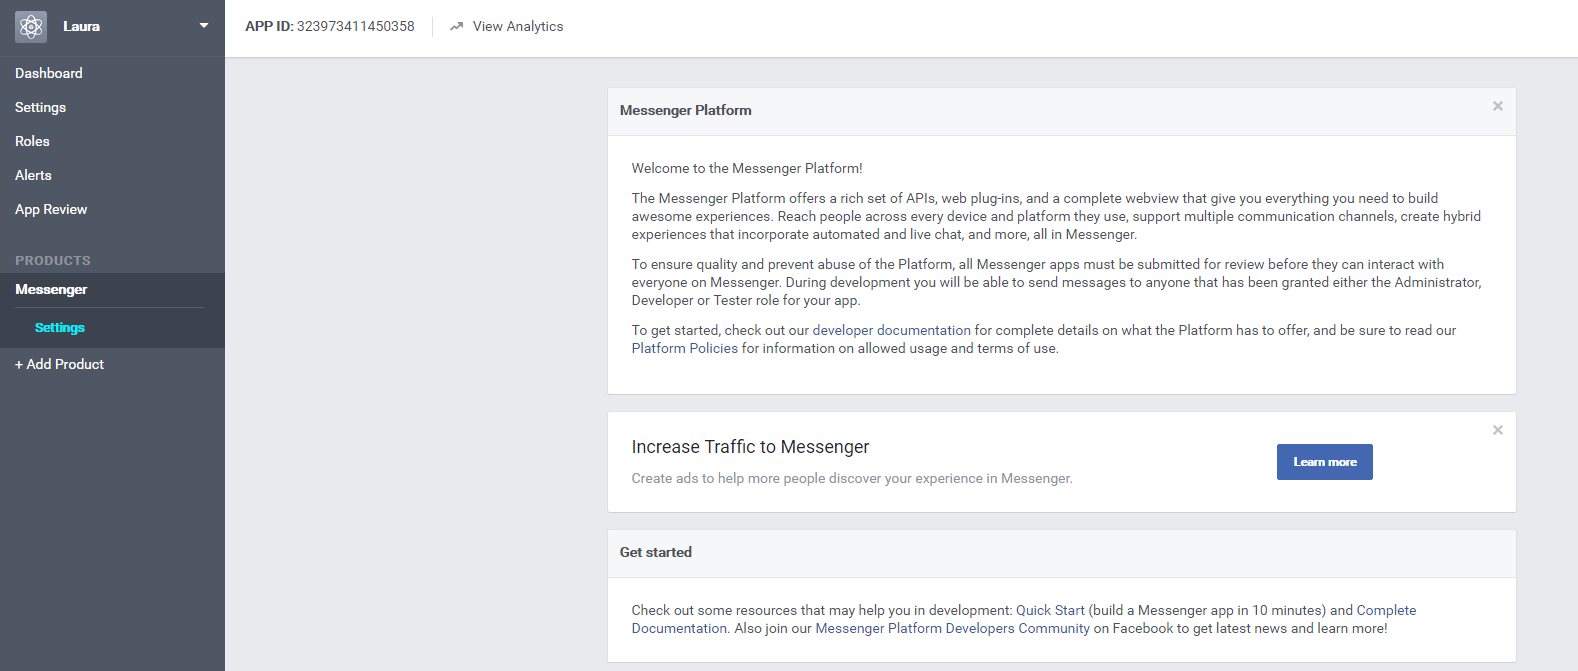 Laura
APP ID: 323973411450358
View Analytics
Dashboard
Settings
Roles
Alerts
App Review
PRODUCTS
Messenger
Settings
+ Add Product
Messenger Platform
Welcome to the Messenger Platform!
The Messenger Platform offers a rich set of APIs, web plug-ins, and a complete webview that give you everything you need to build
awesome experiences. Reach people across every device and platform they use, support multiple communication channels, create hybrid
experiences that incorporate automated and live chat, and more, all in Messenger.
To ensure quality and prevent abuse of the Platform, all Messenger apps must be submitted for review before they can interact with
everyone on Messenger. During development you will be able to send messages to anyone that has been granted either the Administrator,
Developer or Tester role for your app.
To get started, check out our developer documentation for complete details on what the Platform has to offer, and be sure to read our
Platform Policies for information on allowed usage and terms of use.
Increase Traffic to Messenger
Create ads to help more people discover your experience in Messenger.
Learn more
Get started
Check out some resources that may help you in development: Quick Start (build a Messenger app in 10 minutes) and Complete
Documentation. Also join our Messenger Platform Developers Community on Facebook to get latest news and learn more!